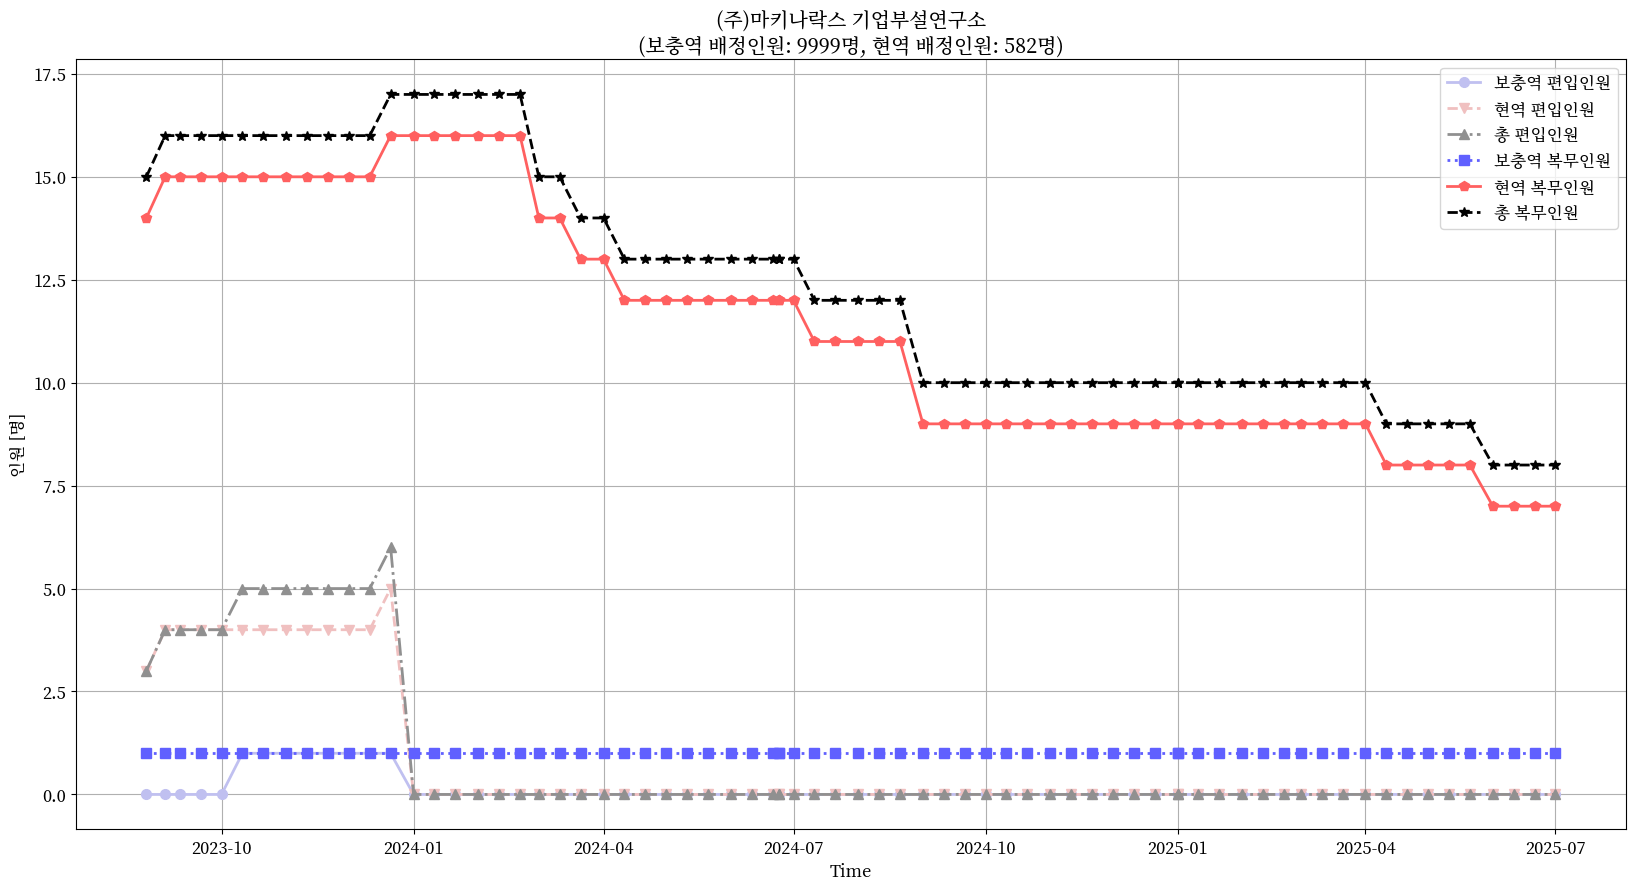 (주)마키나락스 기업부설연구소
(보충역 배정인원: 9999명, 현역 배정인원: 582명)
17.5
15.0
12.5
10.0
7.5
5.0
2.5
0.0
인원 [명]
보충역 편입인원
현역 편입인원
총 편입인원
보충역 복무인원
현역 복무인원
총 복무인원
2023-10
2024-01
2024-04
2024-07
2024-10
2025-01
2025-04
2025-07
Time